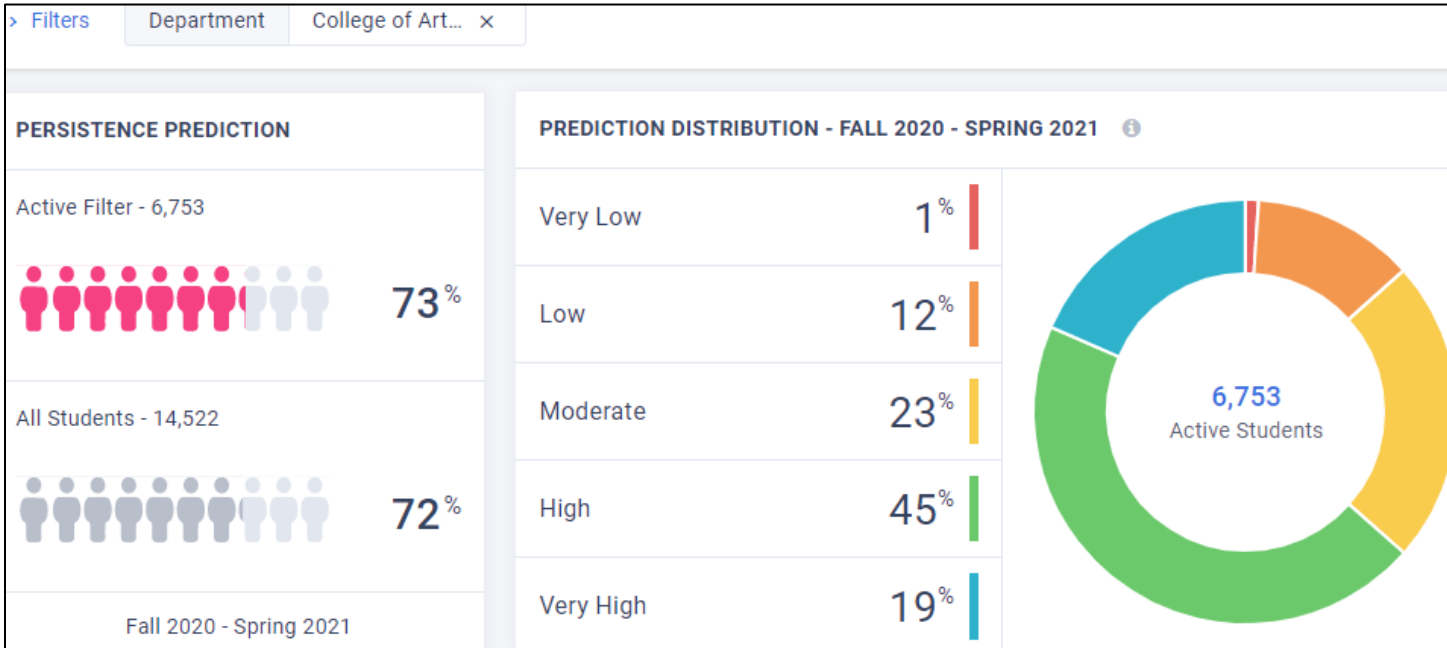 > Filters Department College of Art... ×
PERSISTENCE PREDICTION
Active Filter - 6,753
73%
All Students - 14,522
72%
Fall 2020 - Spring 2021
PREDICTION DISTRIBUTION - FALL 2020 - SPRING 2021 i
Very Low 1%
Low 12%
Moderate 23%
High 45%
Very High 19%
6,753
Active Students